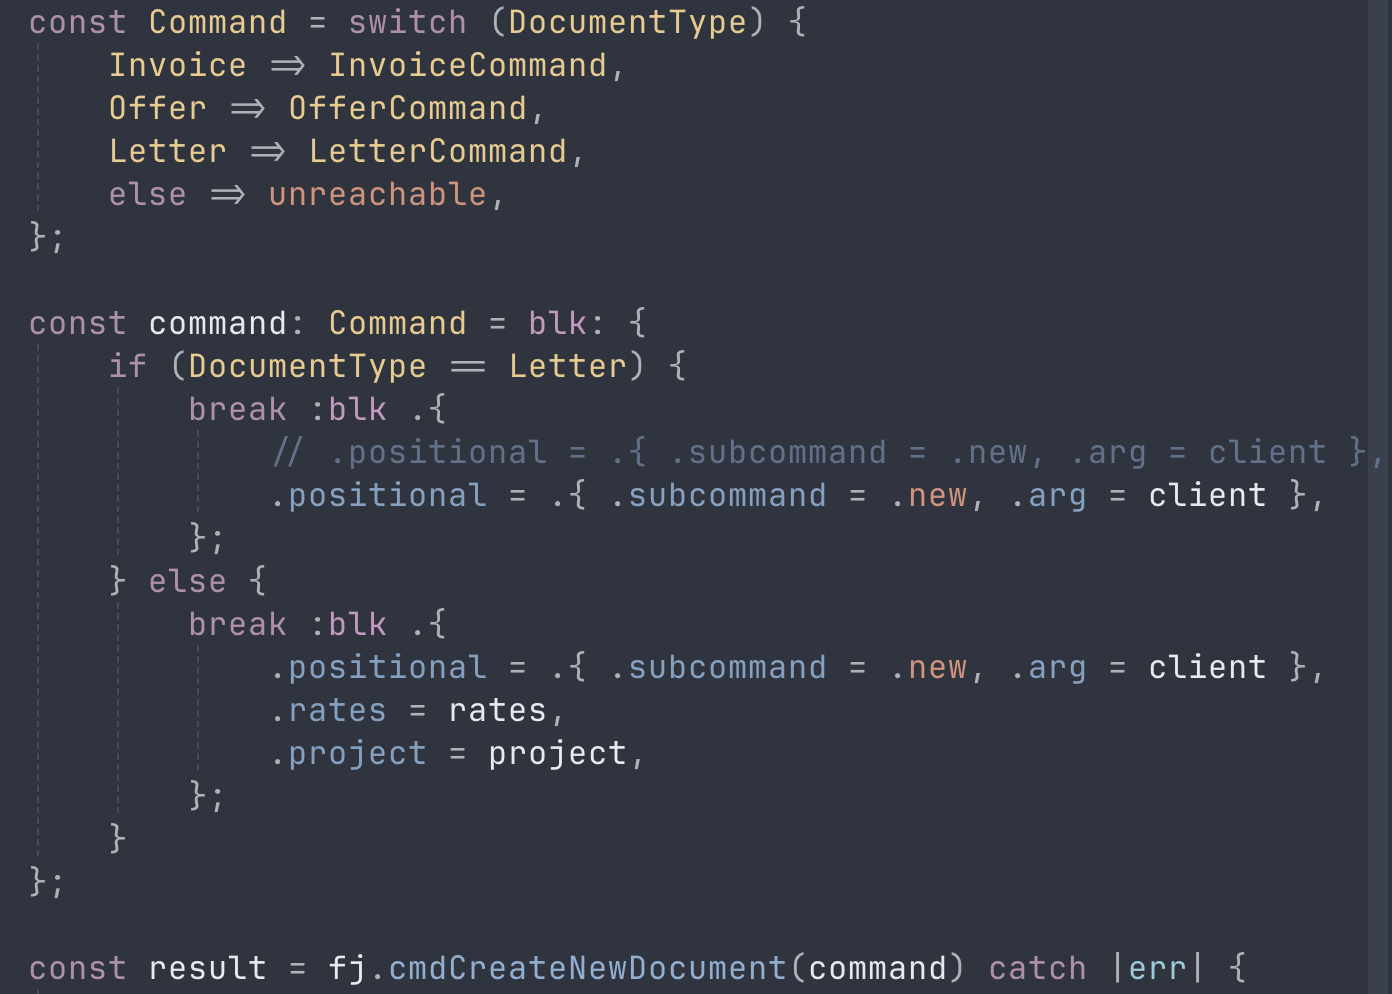 const Command = switch (DocumentType) {
    Invoice => InvoiceCommand,
    Offer => OfferCommand,
    Letter => LetterCommand,
    else => unreachable,
};

const command: Command = blk: {
    if (DocumentType == Letter) {
        break :blk .{
            // .positional = .{ .subcommand = .new, .arg = client },
            .positional = .{ .subcommand = .new, .arg = client },
        };
    } else {
        break :blk .{
            .positional = .{ .subcommand = .new, .arg = client },
            .rates = rates,
            .project = project,
        };
    }
};

const result = fj.cmdCreateNewDocument(command) catch |err| {